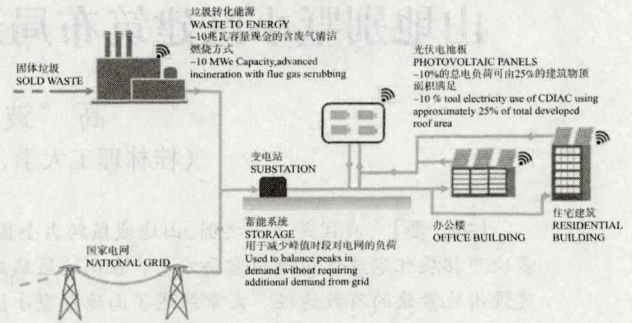 垃圾转化能源
WASTE TO ENERGY
-10兆瓦容量现金的含废气清洁
燃烧方式
-10 MWe Capacity,advanced
incineration with flue gas scrubbing
固体垃圾
SOLD WASTE
光伏电池板
PHOTOVOLTAIC PANELS
-10%的总电负荷可由25%的建筑物顶
面积满足
-10 % toal electricity use of CDIAC using
approximately 25% of total developed
roof area
变电站
SUBSTATION
蓄能系统
STORAGE
用于减少峰值时段对电网的负荷
Used to balance peaks in
demand without requiring
additional demand from grid
国家电网
NATIONAL GRID
办公楼
OFFICE BUILDING
住宅建筑
RESIDENTIAL
BUILDING